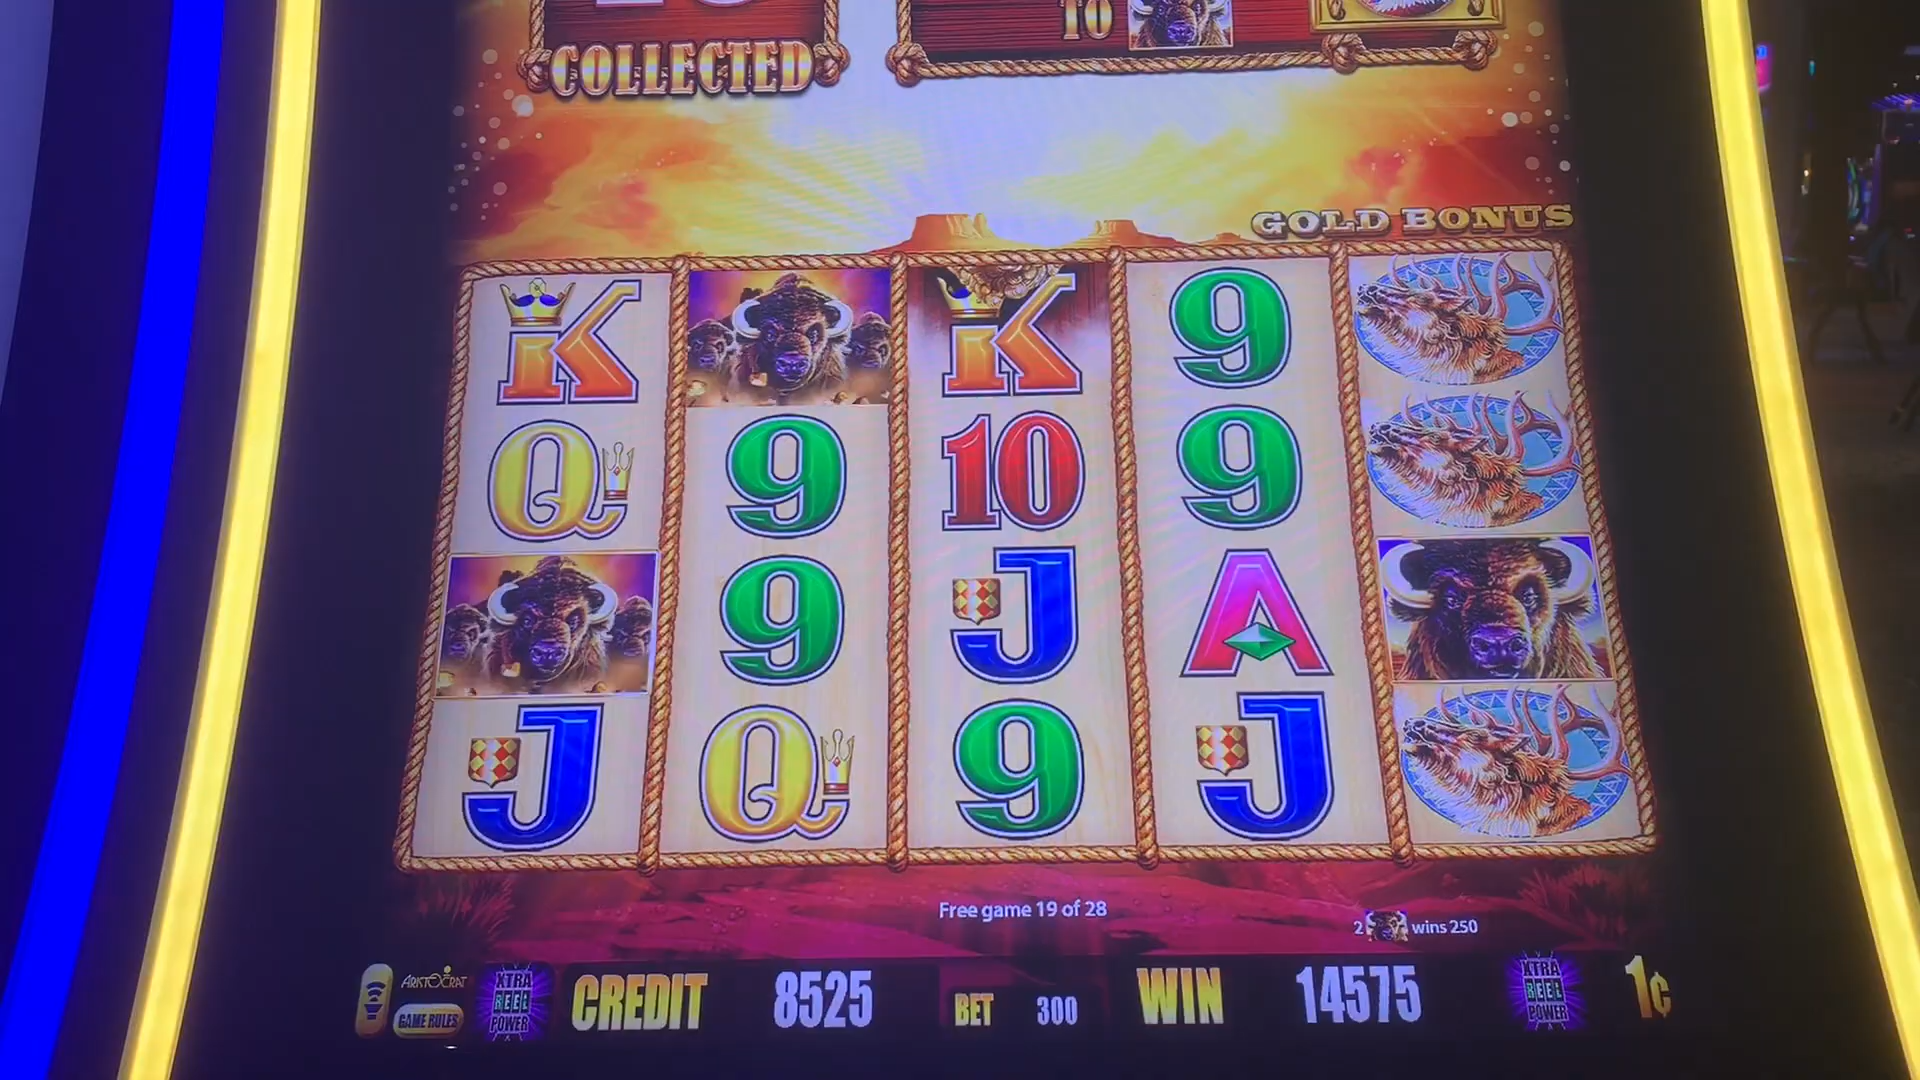 TO
COLLECTED
GOLD BONUS
K K 9
Q 9 10 9
9 J A
J Q 9 J
Free game 19 of 28
2 wins 250
ARISTOCRAT
GAME RULES
XTRA
REEL
POWER
CREDIT 8525
BET 300
WIN 14575
XTRA
REEL
POWER
1¢